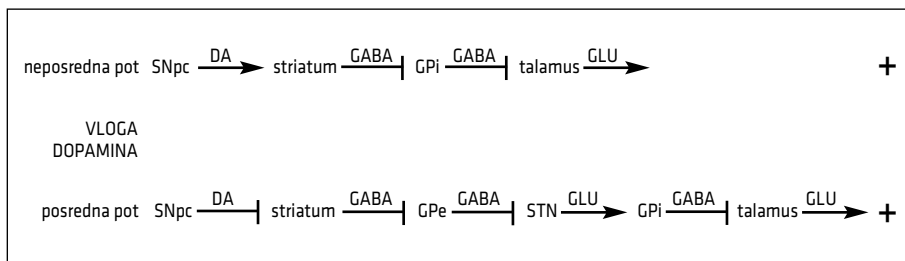 neposredna pot SNpc DA striatum GABA GPi GABA talamus GLU +
VLOGA
DOPAMINA
posredna pot SNpc DA striatum GABA GPe GABA STN GLU GPi GABA talamus GLU +